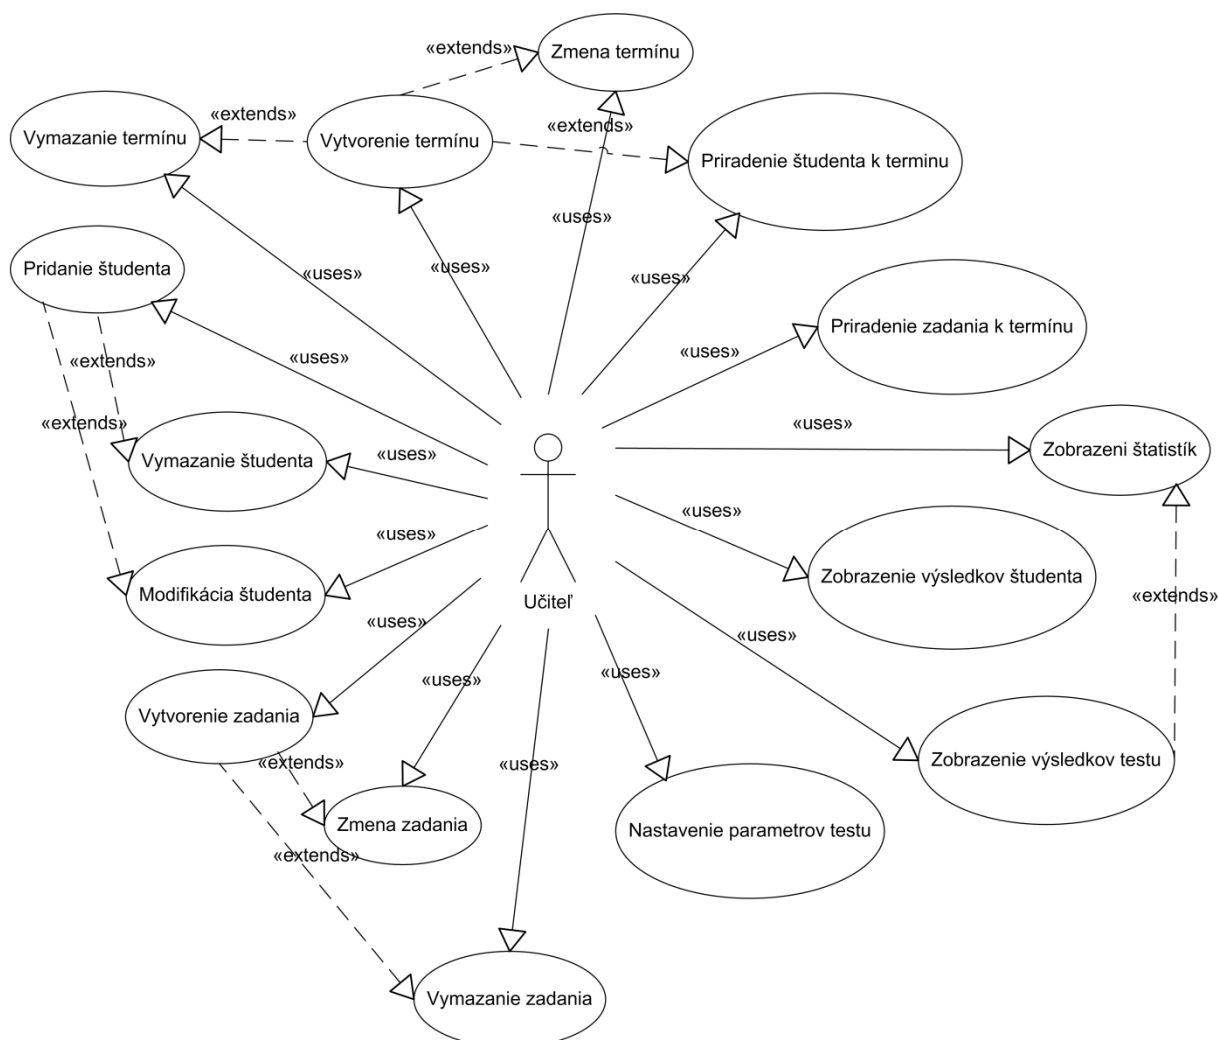 «extends»
Zmena termínu
«extends»
Vymazanie termínu
Vytvorenie termínu
«extends»
Priradenie študenta k terminu
«uses»
Pridanie študenta
«uses»
«uses»
«uses»
Priradenie zadania k termínu
«uses»
«uses»
«extends»
«extends»
«uses»
Zobrazeni štatistík
Vymazanie študenta
«uses»
«uses»
«uses»
Modifikácia študenta
Zobrazenie výsledkov študenta
«extends»
Učiteľ
«uses»
«uses»
«uses»
«uses»
Vytvorenie zadania
«extends»
«uses»
Zobrazenie výsledkov testu
Zmena zadania
Nastavenie parametrov testu
«extends»
Vymazanie zadania